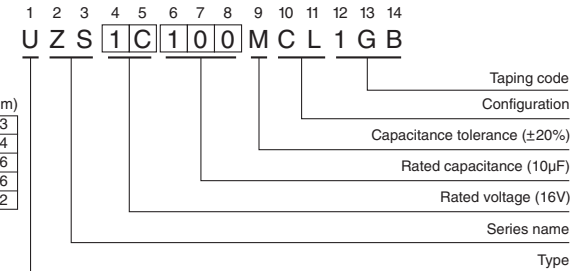 1 2 3 4 5 6 7 8 9 10 11 12 13 14
U Z S 1 C 1 0 0 M C L 1 G B
Taping code
m)
Configuration
3
Capacitance tolerance (±20%)
4
6
Rated capacitance (10µF)
6
2
Rated voltage (16V)
Series name
Type